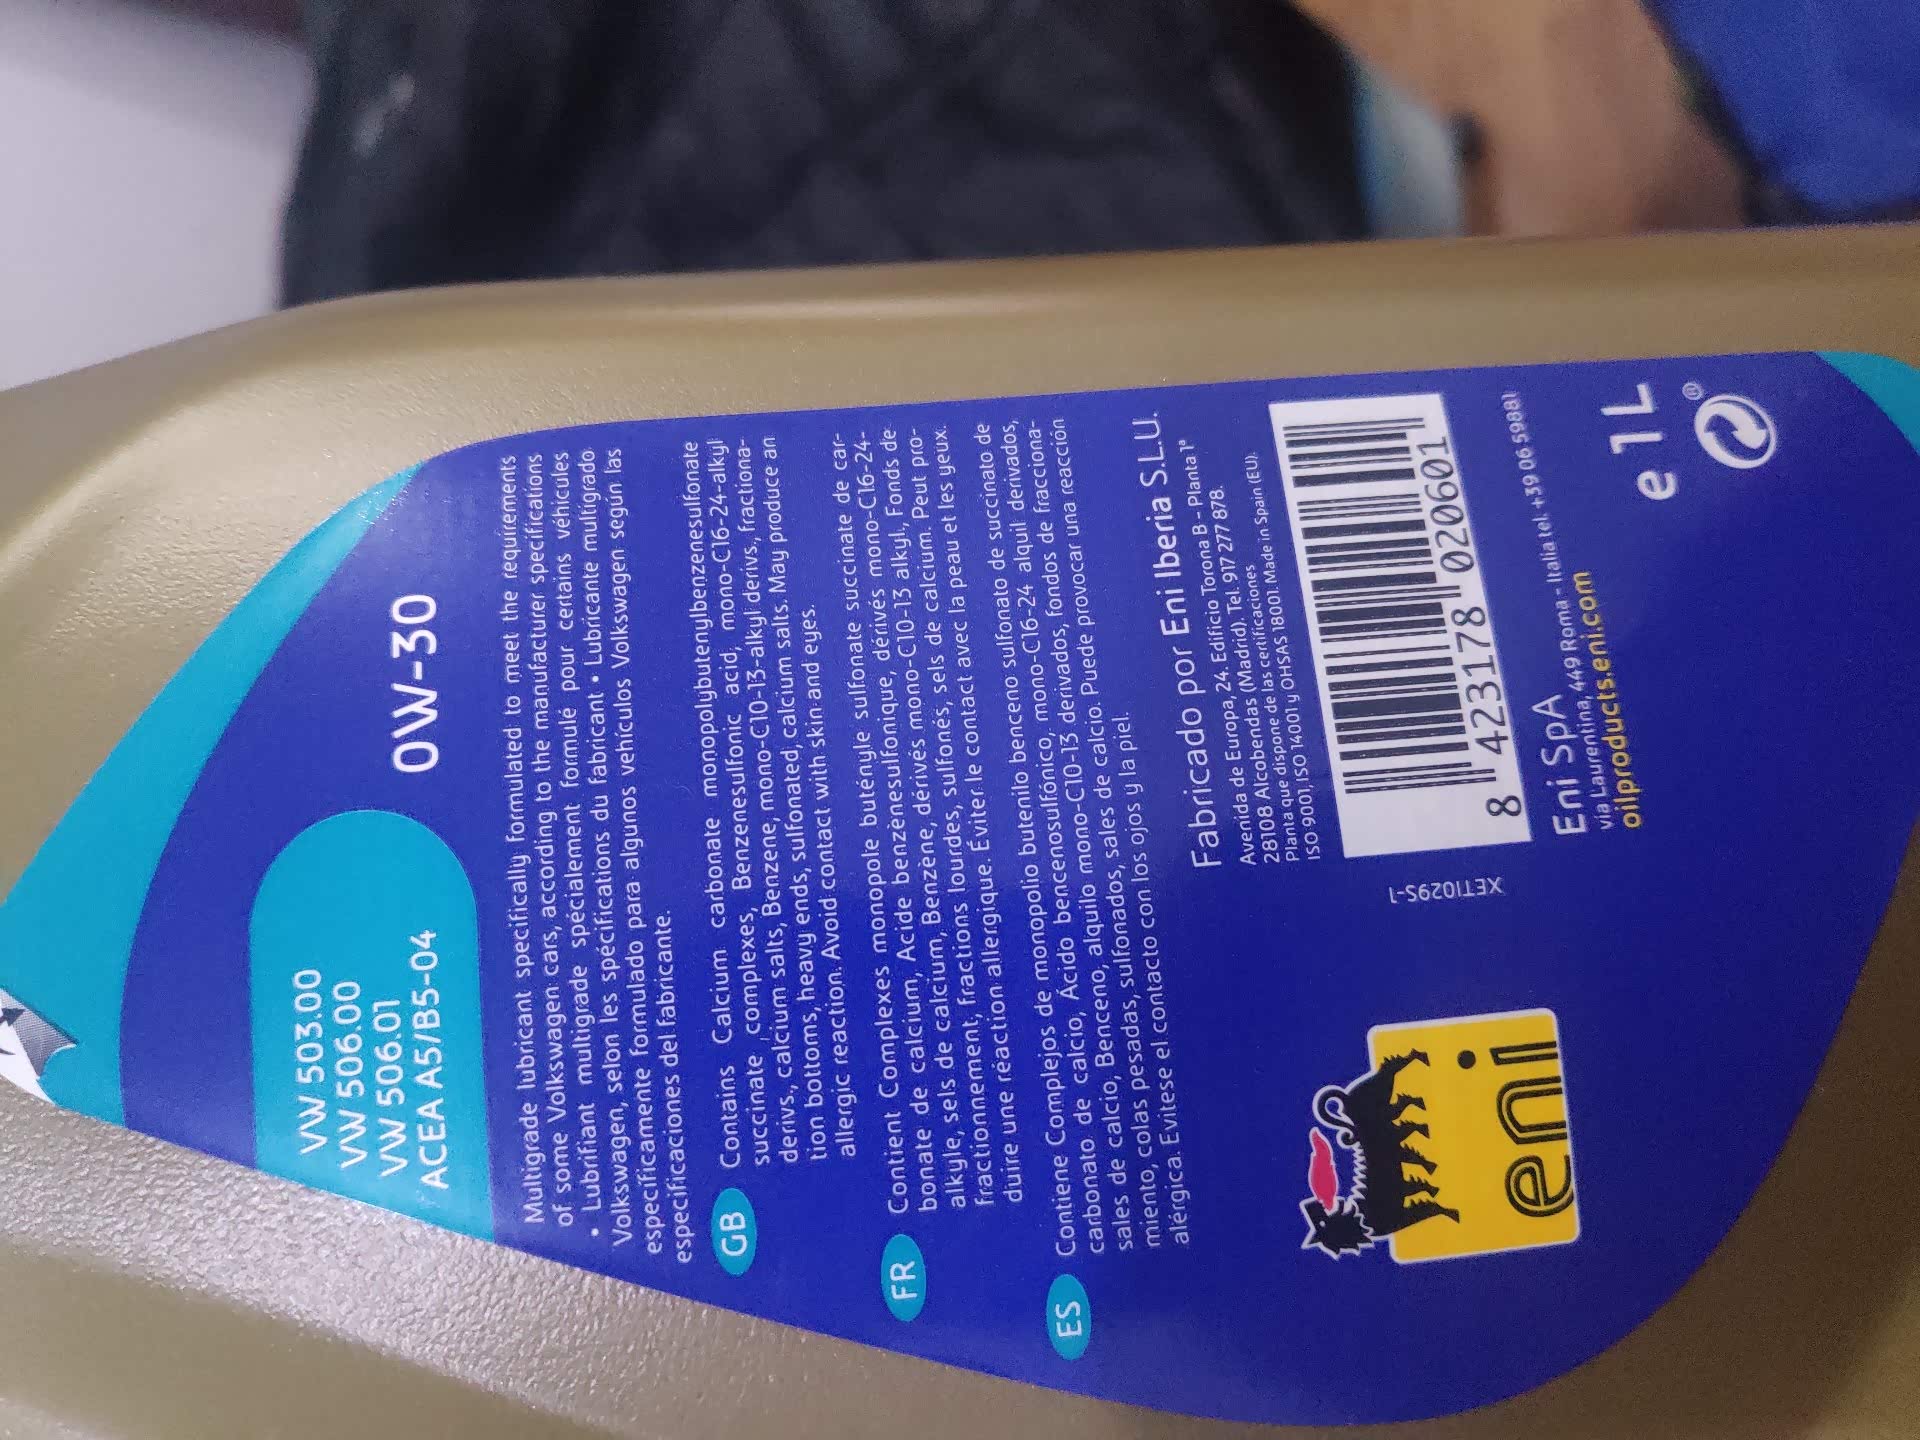 VW 503.00
VW 506.00
VW 506.01
ACEA A5/B5-04
0W-30
Multigrade lubricant specifically formulated to meet the requirements
of some Volkswagen cars, according to the manufacturer specifications
• Lubrifiant multigrade spécialement formulé pour certains véhicules
Volkswagen, selon les spécifications du fabricant • Lubricante multigrado
específicamente formulado para algunos vehículos Volkswagen según las
especificaciones del fabricante.
GB Contains Calcium carbonate monopolybutenylbenzenesulfonate
succinate complexes, Benzenesulfonic acid, mono-C16-24-alkyl
derivs., calcium salts, Benzene, mono-C10-13-alkyl derivs., fractiona-
tion bottoms, heavy ends, sulfonated, calcium salts. May produce an
allergic reaction. Avoid contact with skin and eyes.
FR Contient Complexes monopole butényle sulfonate succinate de car-
bonate de calcium, Acide benzènesulfonique, dérivés mono-C16-24-
alkyle, sels de calcium, Benzène, dérivés mono-C10-13 alkyl, Fonds de
fractionnement, fractions lourdes, sulfonés, sels de calcium. Peut pro-
duire une réaction allergique. Éviter le contact avec la peau et les yeux.
ES Contiene Complejos de monopolio butenilo benceno sulfonato de succinato de
carbonato de calcio, Ácido bencenosulfónico, mono-C16-24 alquil derivados,
sales de calcio, Benceno, alquilo mono-C10-13 derivados, fondos de fracciona-
miento, colas pesadas, sulfonados, sales de calcio. Puede provocar una reacción
alérgica. Evítese el contacto con los ojos y la piel.
Fabricado por Eni Iberia S.L.U.
Avenida de Europa, 24. Edificio Torona B - Planta 1ª
28108 Alcobendas (Madrid). Tel. 917 277 878.
Planta que dispone de las certificaciones
ISO 9001, ISO 14001 y OHSAS 18001. Made in Spain (EU).
8 423178 020601
XETI029S-1
eni
Eni SpA
via Laurentina, 449 Roma - Italia tel. +39 06 59881
oilproducts.eni.com
e 1L
®